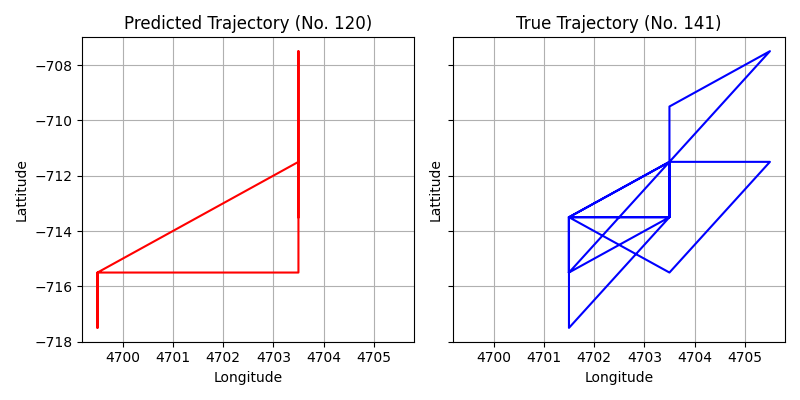 Predicted Trajectory (No. 120)
True Trajectory (No. 141)
−708
−710
−712
−714
−716
−718
Lattitude
Lattitude
4700 4701 4702 4703 4704 4705
4700 4701 4702 4703 4704 4705
Longitude
Longitude